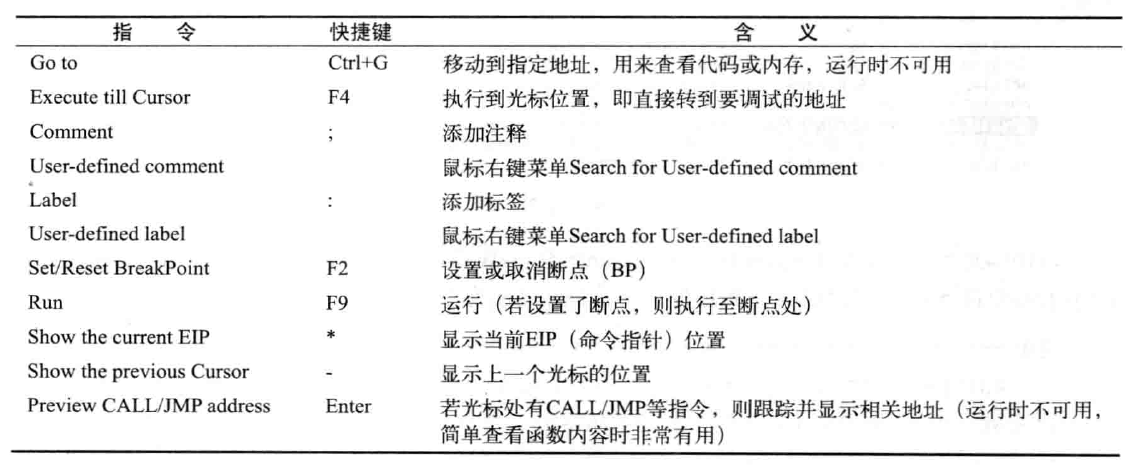 指 令 快捷键 含 义
Go to Ctrl+G 移动到指定地址，用来查看代码或内存，运行时不可用
Execute till Cursor F4 执行到光标位置，即直接转到要调试的地址
Comment ; 添加注释
User-defined comment 鼠标右键菜单Search for User-defined comment
Label : 添加标签
User-defined label 鼠标右键菜单Search for User-defined label
Set/Reset BreakPoint F2 设置或取消断点（BP）
Run F9 运行（若设置了断点，则执行至断点处）
Show the current EIP * 显示当前EIP（命令指针）位置
Show the previous Cursor - 显示上一个光标的位置
Preview CALL/JMP address Enter 若光标处有CALL/JMP等指令，则跟踪并显示相关地址（运行时不可用，
简单查看函数内容时非常有用）